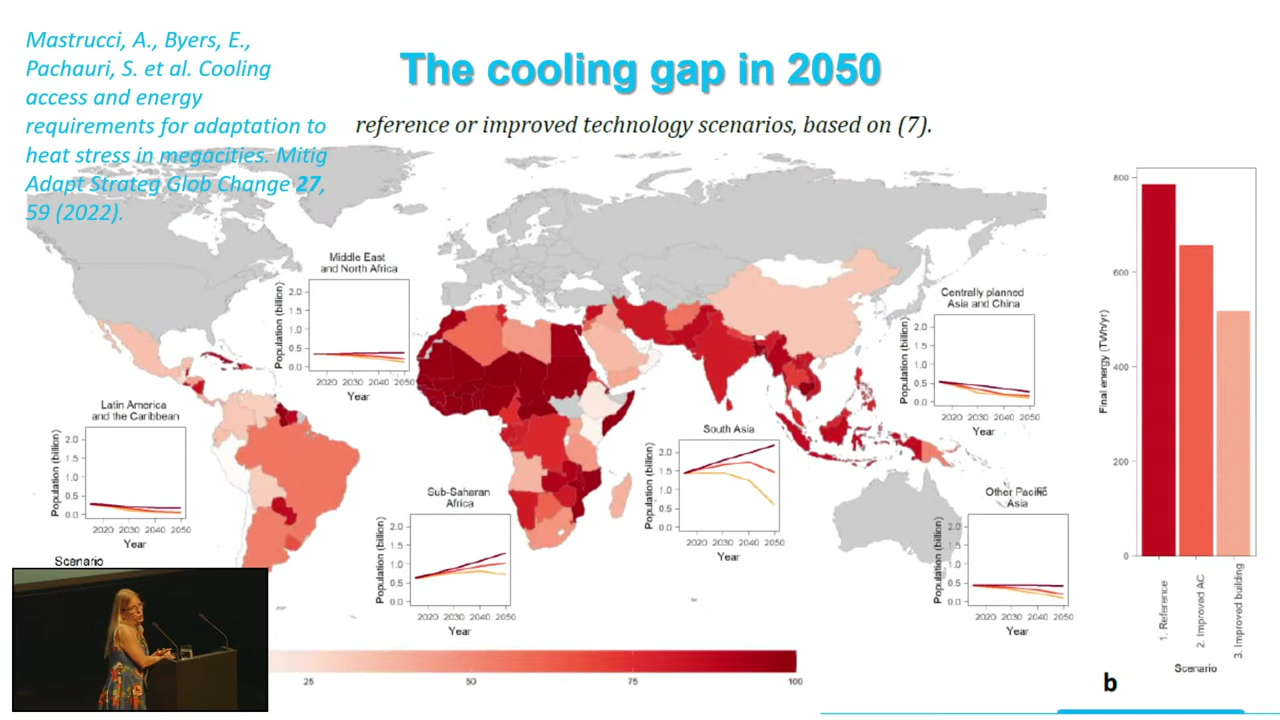 Mastrucci, A., Byers, E.,
Pachauri, S. et al. Cooling
access and energy
requirements for adaptation to
heat stress in megacities. Mitig
Adapt Strateg Glob Change 27,
59 (2022).
The cooling gap in 2050
reference or improved technology scenarios, based on (7).
Middle East
and North Africa
Population (billion)
2.0
1.5
1.0
0.5
0.0
2020 2030 2040 2050
Year
Latin America
and the Caribbean
Population (billion)
2.0
1.5
1.0
0.5
0.0
2020 2030 2040 2050
Year
Scenario
Sub-Saharan
Africa
Population (billion)
2.0
1.5
1.0
0.5
0.0
2020 2030 2040 2050
Year
South Asia
Population (billion)
2.0
1.5
1.0
0.5
0.0
2020 2030 2040 2050
Year
Centrally planned
Asia and China
Population (billion)
2.0
1.5
1.0
0.5
0.0
2020 2030 2040 2050
Year
Other Pacific
Asia
Population (billion)
2.0
1.5
1.0
0.5
0.0
2020 2030 2040 2050
Year
25 50 75 100
Final energy (TWh/yr)
800
600
400
200
0
1. Reference
2. Improved AC
3. Improved building
Scenario
b